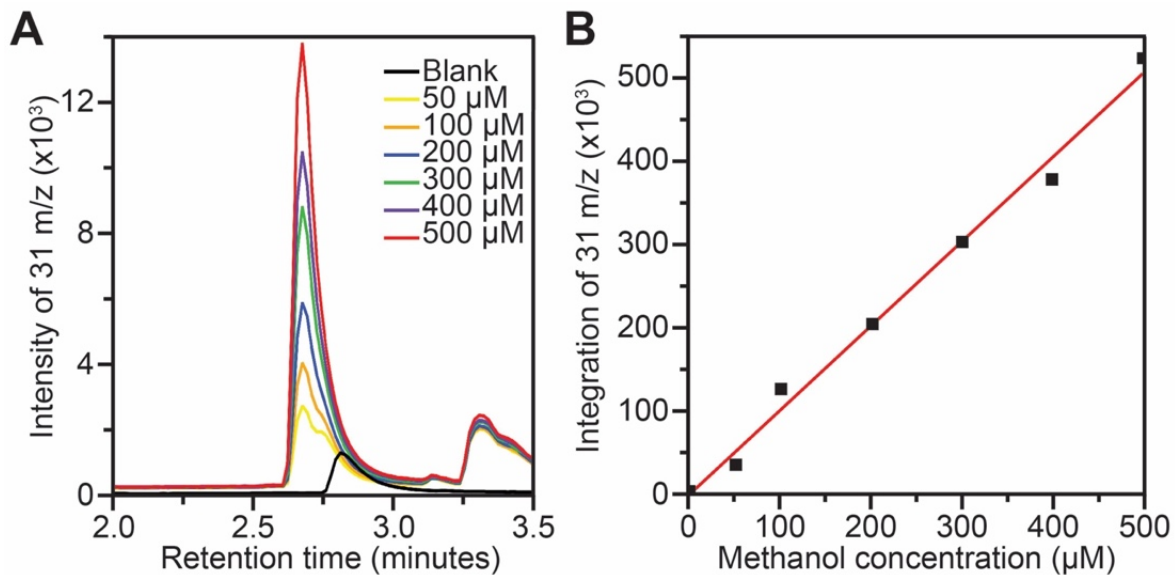 A
Intensity of 31 m/z (x10³)
12
8
4
0
Blank
50 µM
100 µM
200 µM
300 µM
400 µM
500 µM
2.0 2.5 3.0 3.5
Retention time (minutes)
B
Integration of 31 m/z (x10³)
500
400
300
200
100
0
0 100 200 300 400 500
Methanol concentration (µM)